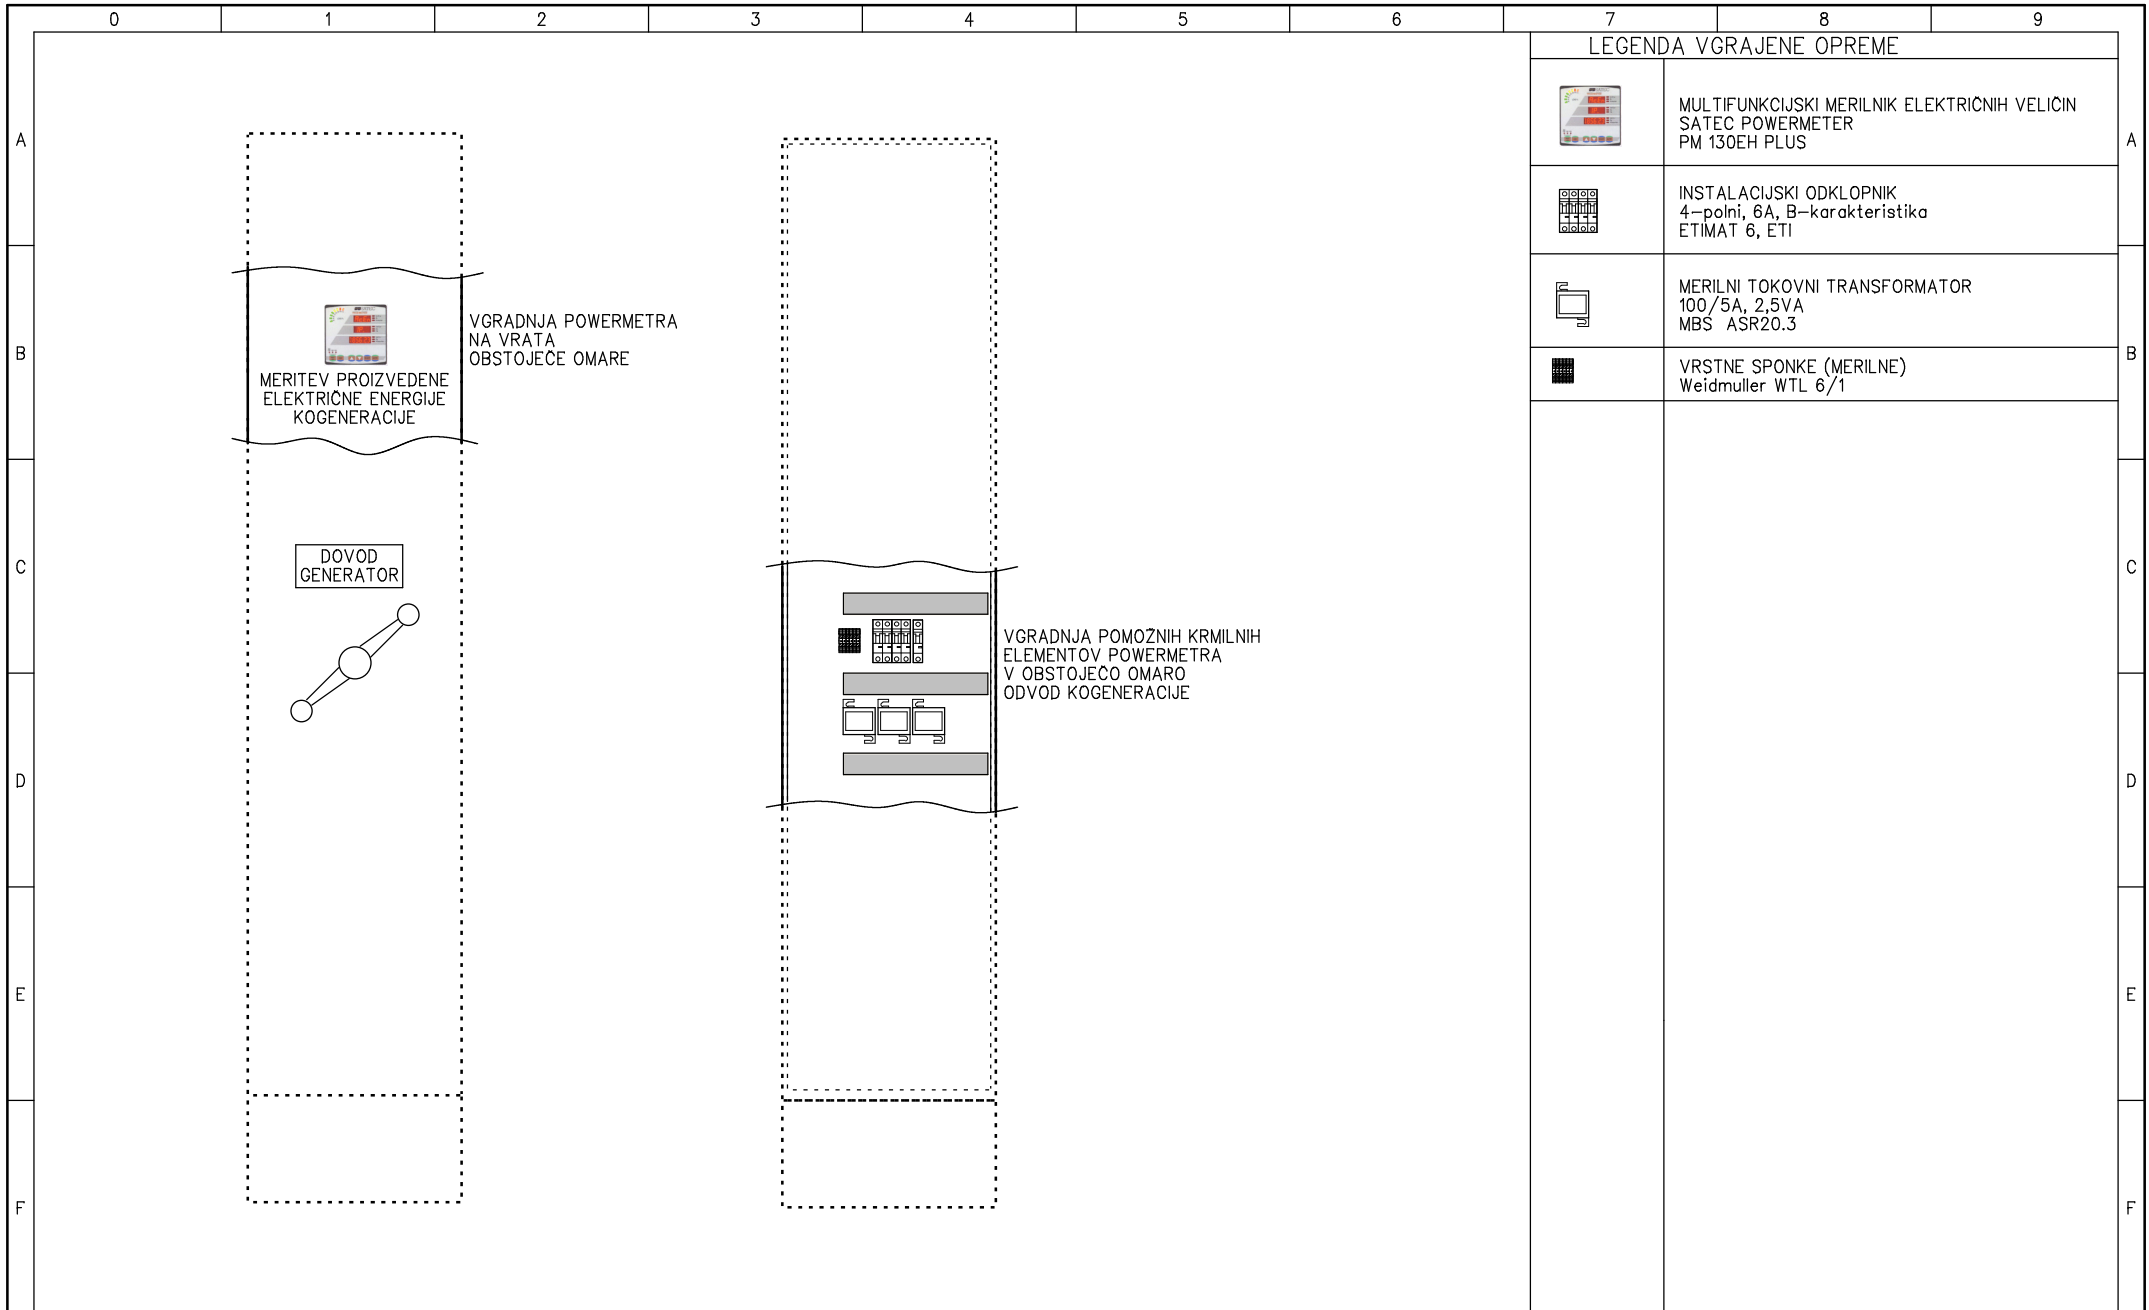 0 1 2 3 4 5 6 7 8 9
LEGENDA VGRAJENE OPREME
A
A
MULTIFUNKCIJSKI MERILNIK ELEKTRIČNIH VELIČIN
SATEC POWERMETER
PM 130EH PLUS
INSTALACIJSKI ODKLOPNIK
4-polni, 6A, B-karakteristika
ETIMAT 6, ETI
MERILNI TOKOVNI TRANSFORMATOR
100/5A, 2,5VA
MBS ASR20.3
B
B
VRSTNE SPONKE (MERILNE)
Weidmuller WTL 6/1
VGRADNJA POWERMETRA
NA VRATA
OBSTOJEČE OMARE
MERITEV PROIZVEDENE
ELEKTRIČNE ENERGIJE
KOGENERACIJE
C
C
DOVOD
GENERATOR
VGRADNJA POMOŽNIH KRMILNIH
ELEMENTOV POWERMETRA
V OBSTOJEČO OMARO
ODVOD KOGENERACIJE
D
D
E
E
F
F